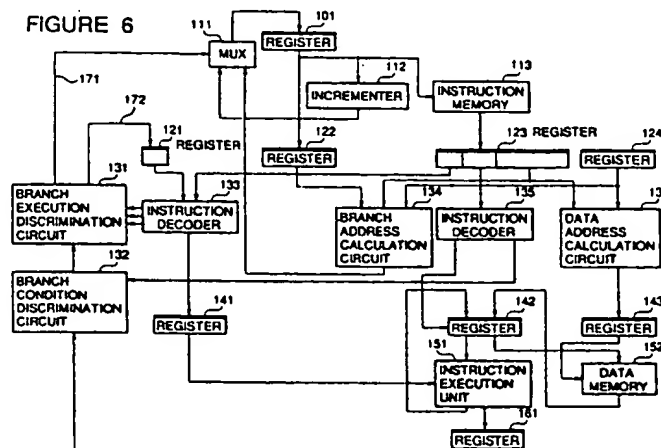 FIGURE 6
111
101
MUX
REGISTER
171
112
113
INCREMENTER
INSTRUCTION
MEMORY
172
121
REGISTER
122
REGISTER
123 REGISTER
124
REGISTER
131
BRANCH
EXECUTION
DISCRIMINATION
CIRCUIT
133
INSTRUCTION
DECODER
134
BRANCH
ADDRESS
CALCULATION
CIRCUIT
135
INSTRUCTION
DECODER
DATA
ADDRESS
CALCULATION
CIRCUIT
132
BRANCH
CONDITION
DISCRIMINATION
CIRCUIT
141
REGISTER
142
REGISTER
143
REGISTER
151
INSTRUCTION
EXECUTION
UNIT
152
DATA
MEMORY
161
REGISTER